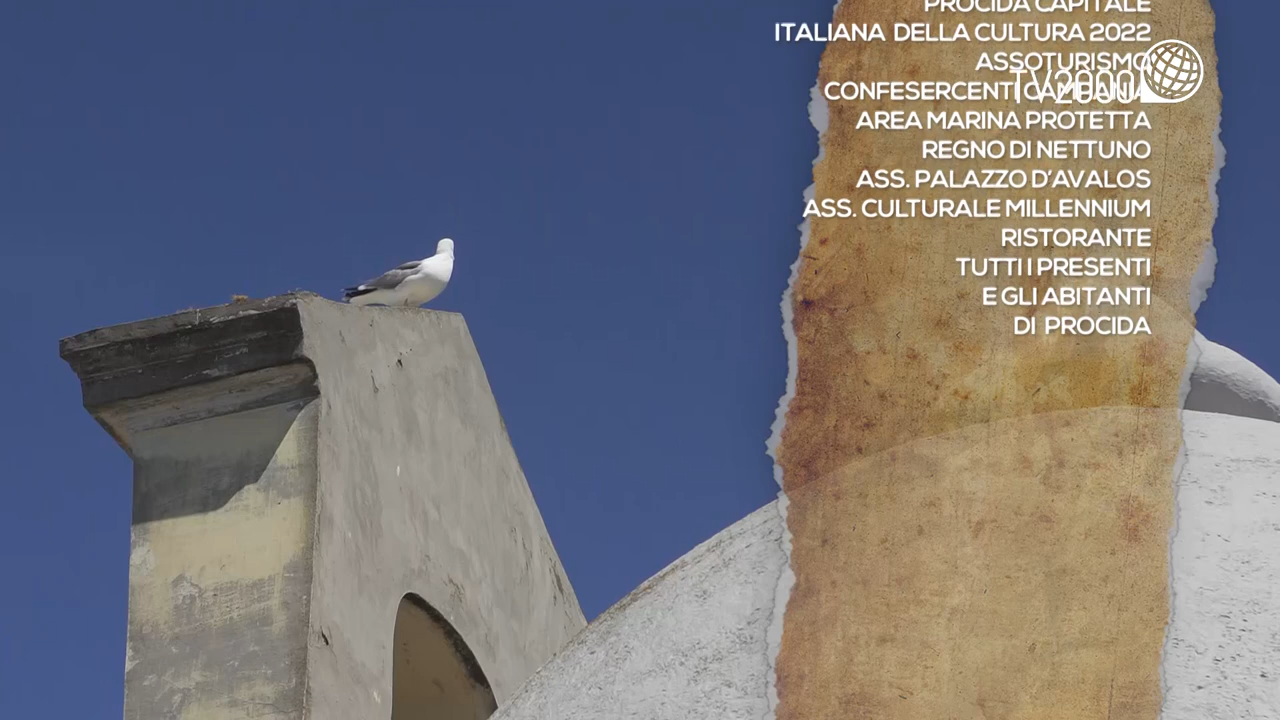 PROCIDA CAPITALE
ITALIANA DELLA CULTURA 2022
ASSOTURISMO
TV2000
CONFESERCENTI CAMPANIA
AREA MARINA PROTETTA
REGNO DI NETTUNO
ASS. PALAZZO D'AVALOS
ASS. CULTURALE MILLENNIUM
RISTORANTE
TUTTI I PRESENTI
E GLI ABITANTI
DI PROCIDA